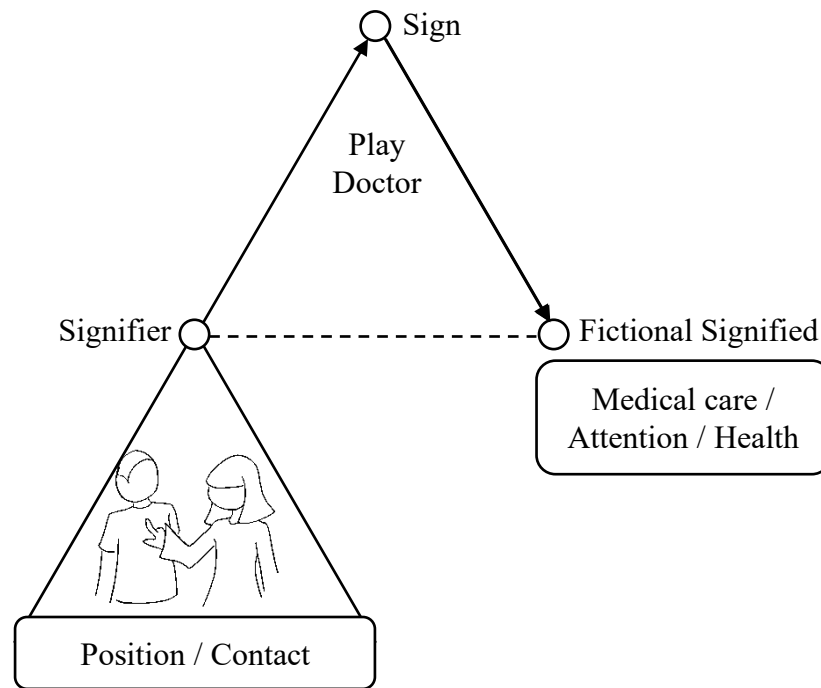 Sign
Play
Doctor
Signifier
Fictional Signified
Medical care /
Attention / Health
Position / Contact